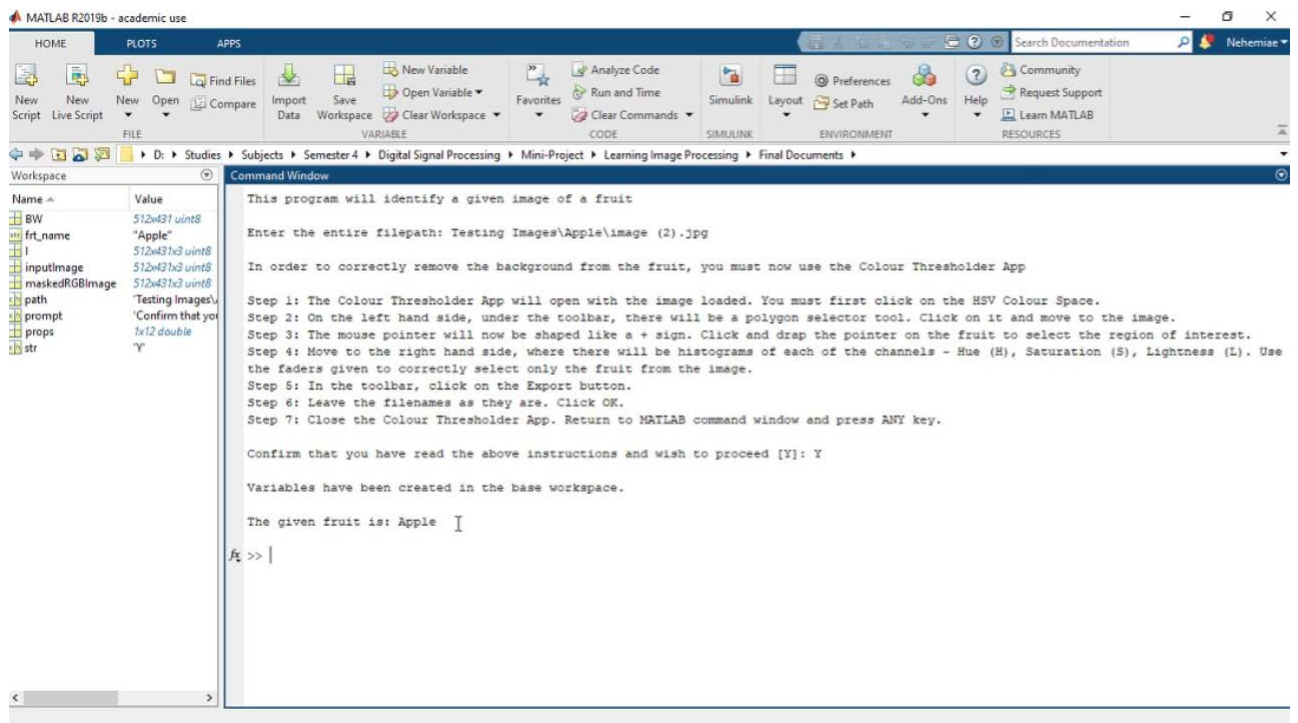 MATLAB R2019b - academic use
HOME PLOTS APPS
Search Documentation
Nehemiae
New Script
New Live Script
New
Open
Find Files
Compare
Import Data
Save Workspace
New Variable
Open Variable
Clear Workspace
Favorites
Analyze Code
Run and Time
Clear Commands
Simulink
Layout
Preferences
Set Path
Add-Ons
Help
Community
Request Support
Learn MATLAB
FILE VARIABLE CODE SIMULINK ENVIRONMENT RESOURCES
D: Studies Subjects Semester 4 Digital Signal Processing Mini-Project Learning Image Processing Final Documents
Workspace
Name Value
BW 512x431 uint8
frt_name "Apple"
I 512x431x3 uint8
inputImage 512x431x3 uint8
maskedRGBImage 512x431x3 uint8
path 'Testing Images\
prompt 'Confirm that you
props 1x12 double
str 'Y'
Command Window
This program will identify a given image of a fruit
Enter the entire filepath: Testing Images\Apple\image (2).jpg
In order to correctly remove the background from the fruit, you must now use the Colour Thresholder App
Step 1: The Colour Thresholder App will open with the image loaded. You must first click on the HSV Colour Space.
Step 2: On the left hand side, under the toolbar, there will be a polygon selector tool. Click on it and move to the image.
Step 3: The mouse pointer will now be shaped like a + sign. Click and drap the pointer on the fruit to select the region of interest.
Step 4: Move to the right hand side, where there will be histograms of each of the channels - Hue (H), Saturation (S), Lightness (L). Use
the faders given to correctly select only the fruit from the image.
Step 5: In the toolbar, click on the Export button.
Step 6: Leave the filenames as they are. Click OK.
Step 7: Close the Colour Thresholder App. Return to MATLAB command window and press ANY key.
Confirm that you have read the above instructions and wish to proceed [Y]: Y
Variables have been created in the base workspace.
The given fruit is: Apple
fx >>